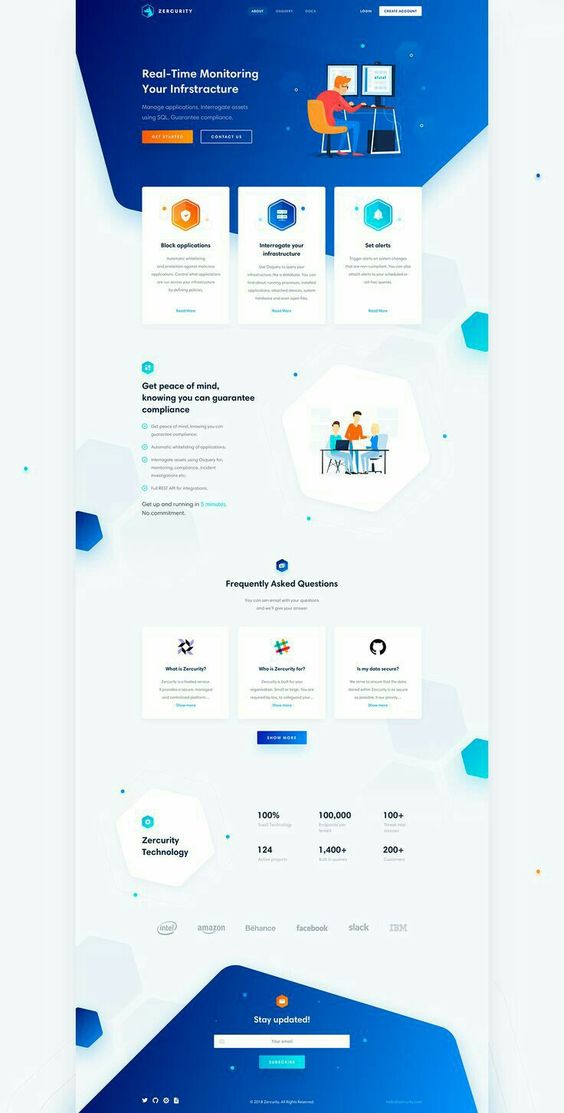 ZERCURITY
ABOUT OSQUERY DOCS LOGIN CREATE ACCOUNT
Real-Time Monitoring
Your Infrstracture
Manage applications, Interrogate assets
using SQL, Guarantee compliance.
GET STARTED CONTACT US
Block applications
Automatic whitelisting
and protection against malicious
applications. Control what applications
are run across your infrastructure
by defining policies.
Read More
Interrogate your
infrastructure
Use Osquery to query your
infrastructure, like a database. You can
find about running processes, installed
applications, attached devices, system
hardware and even open files.
Read More
Set alerts
Trigger alerts on system changes
that are non-compliant. You can also
attach alerts to your scheduled or
ad-hoc queries.
Read More
Get peace of mind,
knowing you can guarantee
compliance
Get peace of mind, knowing you can
guarantee compliance;
Automatic whitelisting of applications;
Interrogate assets using Osquery for;
monitoring, compliance, incident
investigations etc;
Full REST API for integrations.
Get up and running in 5 minutes.
No commitment.
Frequently Asked Questions
You can sen email with your questions
and we'll give your answer
What is Zercurity?
Zercurity is a hosted service.
It provides a secure, managed
and centralised platform ...
Show more
Who is Zercurity for?
Zercurity is built for your
organisation. Small or large. You are
required by law, to safeguard your ...
Show more
Is my data secure?
We strive to ensure that the data
stored within Zercurity is as secure
as possible. It our priority ...
Show more
SHOW MORE
Zercurity
Technology
100%
SaaS Technology
100,000
Endpoints per
tenant
100+
Threat intel
sources
124
Active projects
1,400+
Built in queries
200+
Customers
intel amazon Bēhance facebook slack IBM
Stay updated!
Your email
SUBSCRIBE
© 2018 Zercurity. All Rights Reserved.
hello@zercurity.com